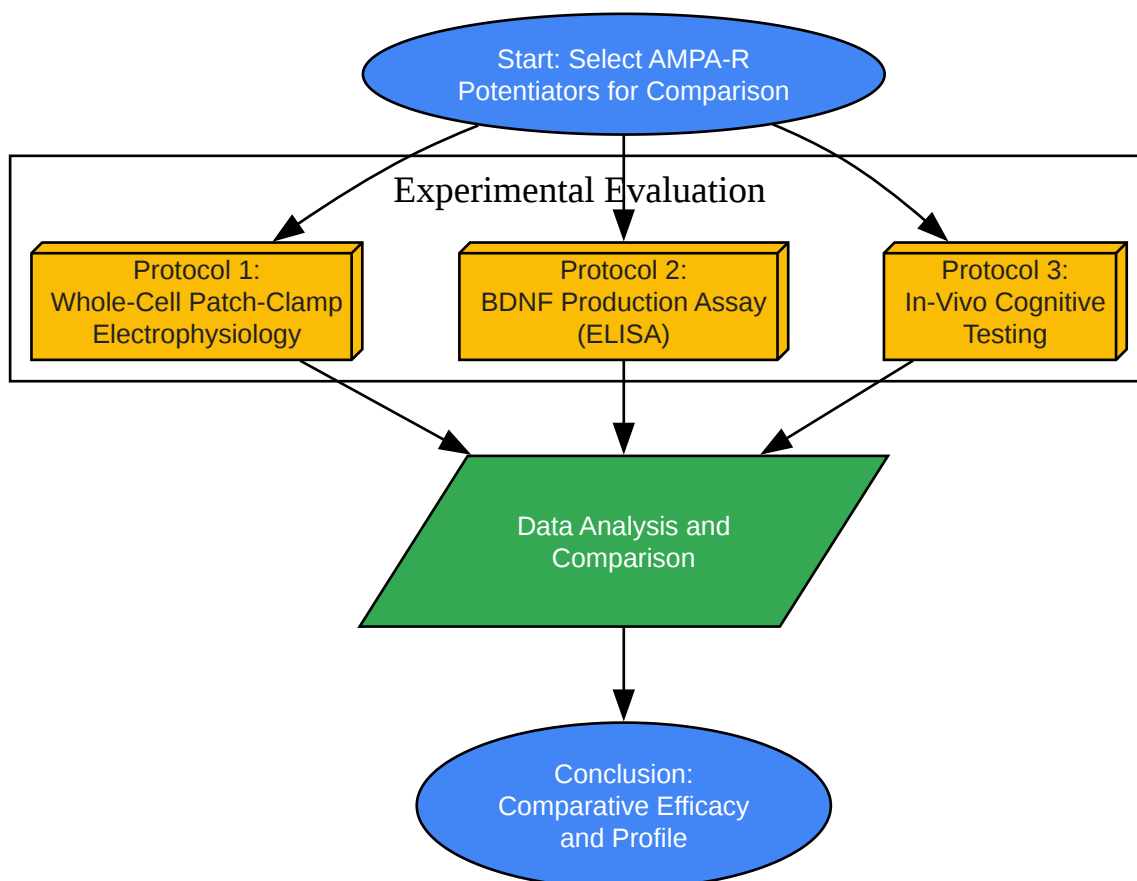 Start: Select AMPA-R
Potentiators for Comparison
Experimental Evaluation
Protocol 1:
Whole-Cell Patch-Clamp
Electrophysiology
Protocol 2:
BDNF Production Assay
(ELISA)
Protocol 3:
In-Vivo Cognitive
Testing
Data Analysis and
Comparison
Conclusion:
Comparative Efficacy
and Profile